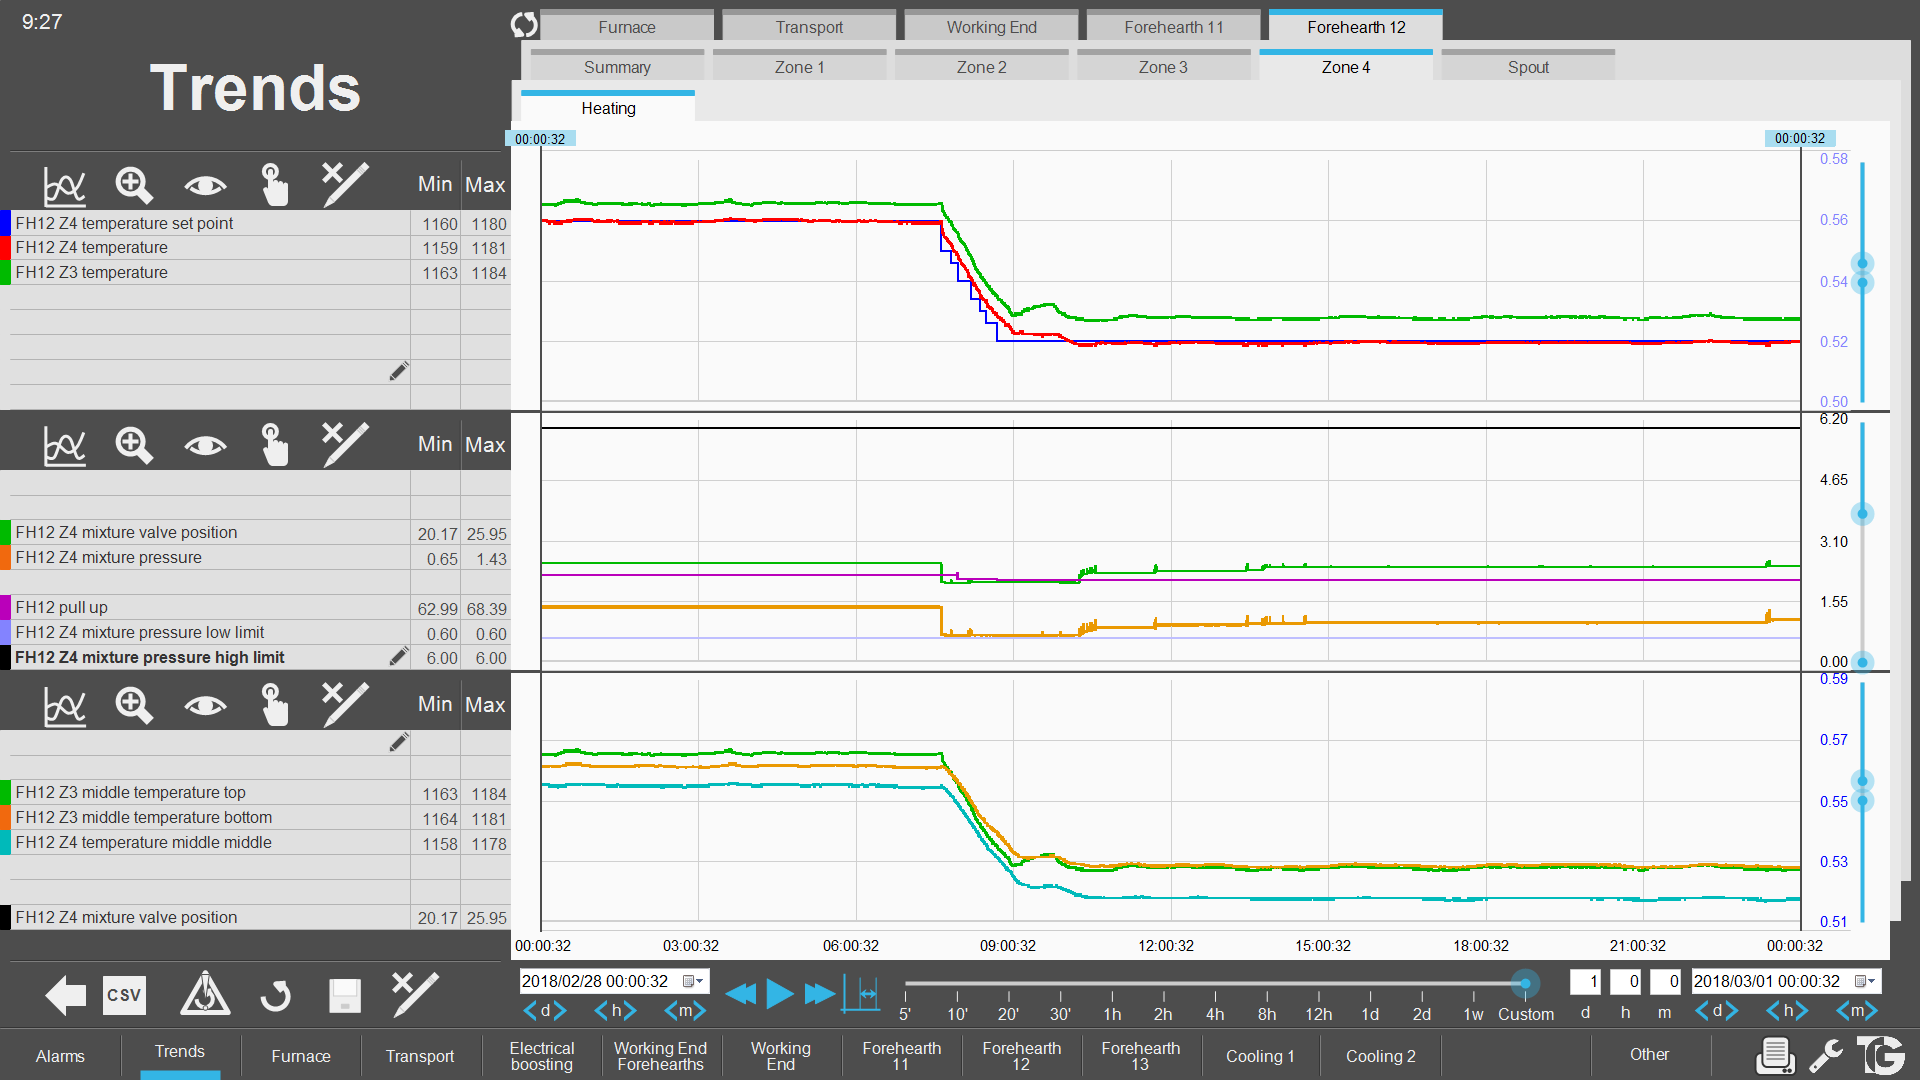 9:27
Trends
Furnace
Transport
Working End
Forehearth 11
Forehearth 12
Summary
Zone 1
Zone 2
Zone 3
Zone 4
Spout
Heating
00:00:32
00:00:32
Min Max
FH12 Z4 temperature set point 1160 1180
FH12 Z4 temperature 1159 1181
FH12 Z3 temperature 1163 1184
0.58
0.56
0.54
0.52
0.50
Min Max
FH12 Z4 mixture valve position 20.17 25.95
FH12 Z4 mixture pressure 0.65 1.43
FH12 pull up 62.99 68.39
FH12 Z4 mixture pressure low limit 0.60 0.60
FH12 Z4 mixture pressure high limit 6.00 6.00
6.20
4.65
3.10
1.55
0.00
Min Max
FH12 Z3 middle temperature top 1163 1184
FH12 Z3 middle temperature bottom 1164 1181
FH12 Z4 temperature middle middle 1158 1178
FH12 Z4 mixture valve position 20.17 25.95
0.59
0.57
0.55
0.53
0.51
00:00:32 03:00:32 06:00:32 09:00:32 12:00:32 15:00:32 18:00:32 21:00:32 00:00:32
CSV
2018/02/28 00:00:32
d h m
5' 10' 20' 30' 1h 2h 4h 8h 12h 1d 2d 1w Custom
1 0 0
d h m
2018/03/01 00:00:32
d h m
Alarms
Trends
Furnace
Transport
Electrical
boosting
Working End
Forehearths
Working
End
Forehearth
11
Forehearth
12
Forehearth
13
Cooling 1
Cooling 2
Other
TG